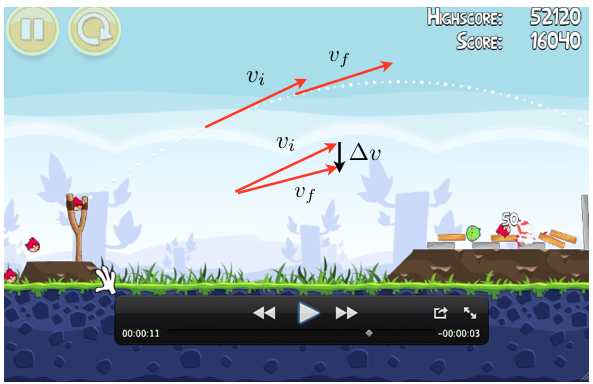 HIGHSCORE: 52120
SCORE: 16040
v_f
v_i
v_i
Δv
v_f
50
00:00:11
-00:00:03